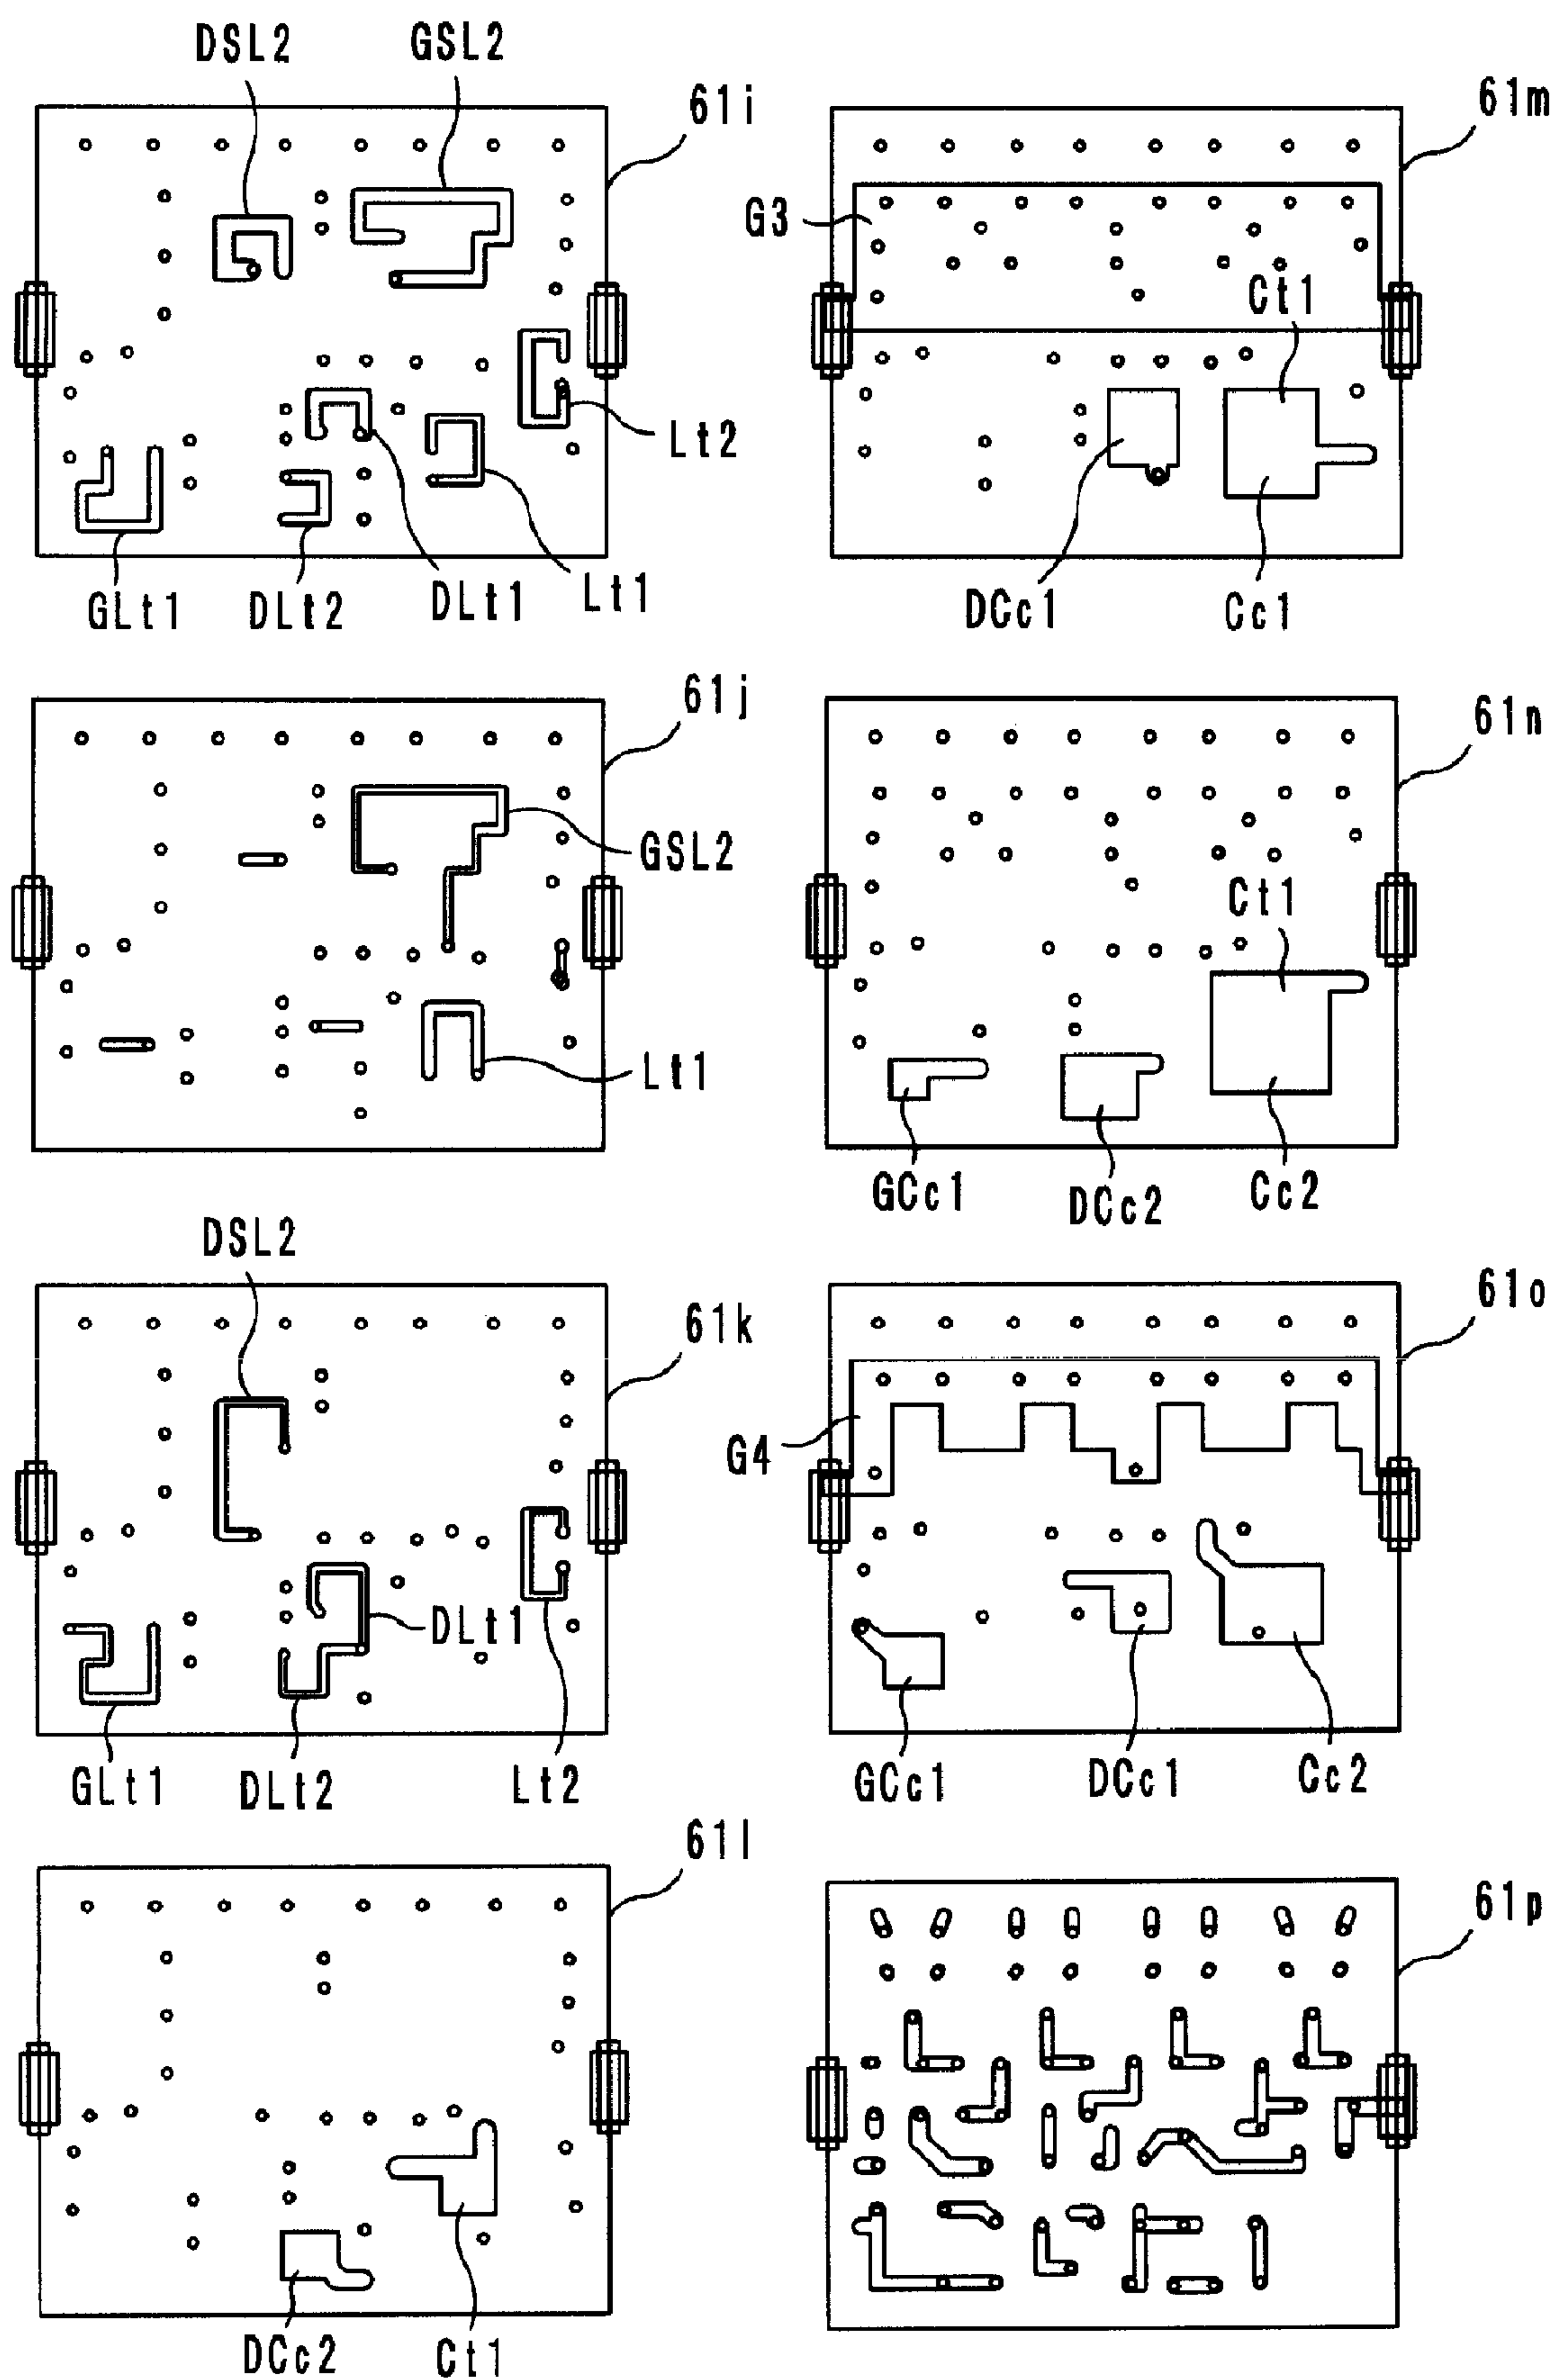 DSL2 GSL2
61i
Lt2
GLt1 DLt2 DLt1 Lt1
61m
G3
Ct1
DCc1 Cc1
61j
GSL2
Lt1
61n
Ct1
GCc1 DCc2 Cc2
DSL2
61k
DLt1
GLt1 DLt2 Lt2
61o
G4
GCc1 DCc1 Cc2
61l
DCc2 Ct1
61p